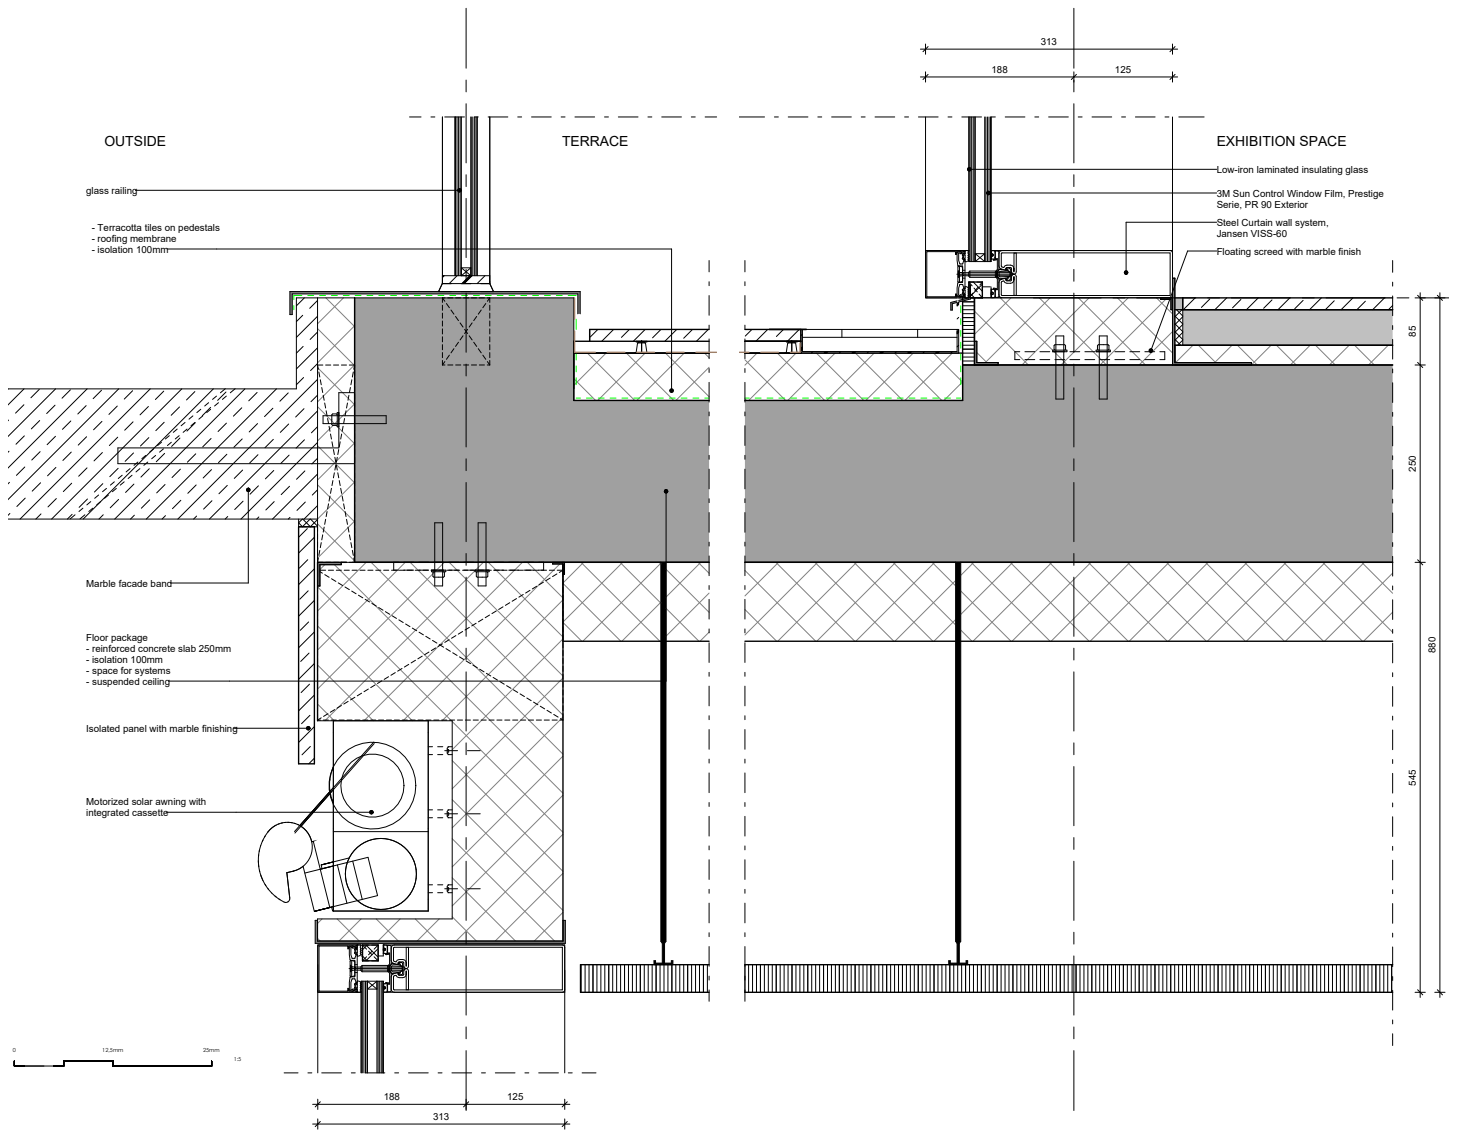 313
188
125
OUTSIDE
TERRACE
EXHIBITION SPACE
glass railing
- Terracotta tiles on pedestals
- roofing membrane
- isolation 100mm
Low-iron laminated insulating glass
3M Sun Control Window Film, Prestige
Serie, PR 90 Exterior
Steel Curtain wall system,
Jansen VISS-60
Floating screed with marble finish
85
250
880
545
Marble facade band
Floor package
- reinforced concrete slab 250mm
- isolation 100mm
- space for systems
- suspended ceiling
Isolated panel with marble finishing
Motorized solar awning with
integrated cassette
0
12,5mm
25mm
1:5
188
125
313